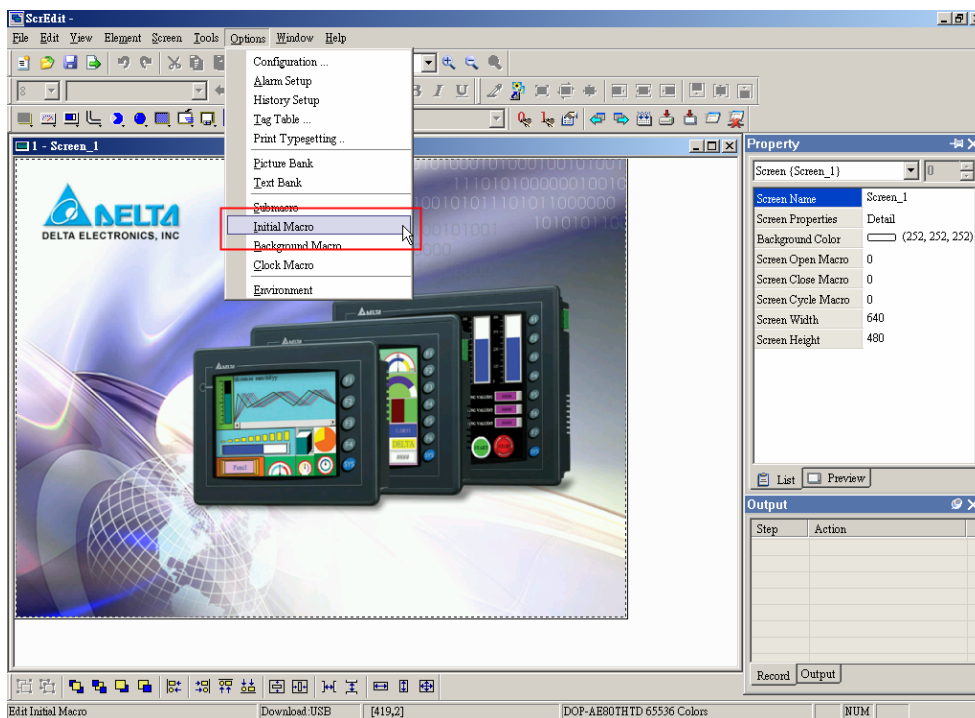 ScrEdit -
File Edit View Element Screen Tools Options Window Help
Configuration ...
Alarm Setup
History Setup
Tag Table ...
Print Typegetting ..
Picture Bank
Text Bank
Submacro
Initial Macro
Background Macro
Clock Macro
Environment
8
B I U
1 - Screen_1
DELTA
DELTA ELECTRONICS, INC
Property
Screen {Screen_1}
0
Screen Name Screen_1
Screen Properties Detail
Background Color (252, 252, 252)
Screen Open Macro 0
Screen Close Macro 0
Screen Cycle Macro 0
Screen Width 640
Screen Height 480
List Preview
Output
Step Action
Record Output
Edit Initial Macro Download:USB [419,2] DOP-AE80THTD 65536 Colors NUM